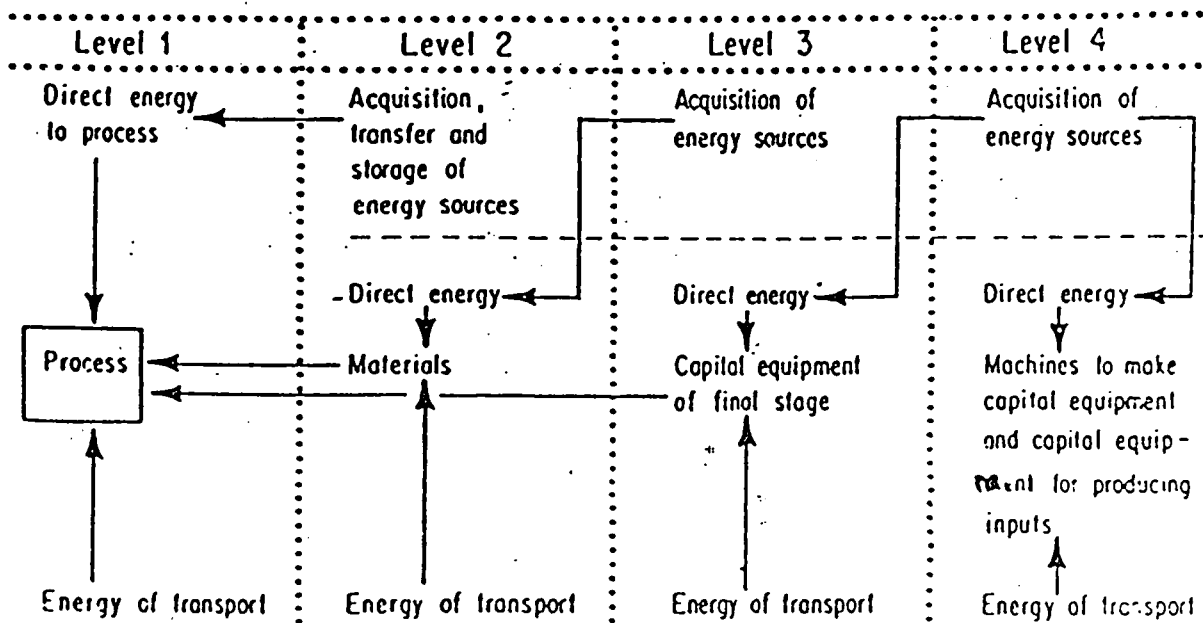 Level 1
Level 2
Level 3
Level 4
Direct energy
to process
Acquisition,
transfer and
storage of
energy sources
Acquisition of
energy sources
Acquisition of
energy sources
Direct energy
Direct energy
Direct energy
Process
Materials
Capital equipment
of final stage
Machines to make
capital equipment
and capital equip-
ment for producing
inputs
Energy of transport
Energy of transport
Energy of transport
Energy of transport